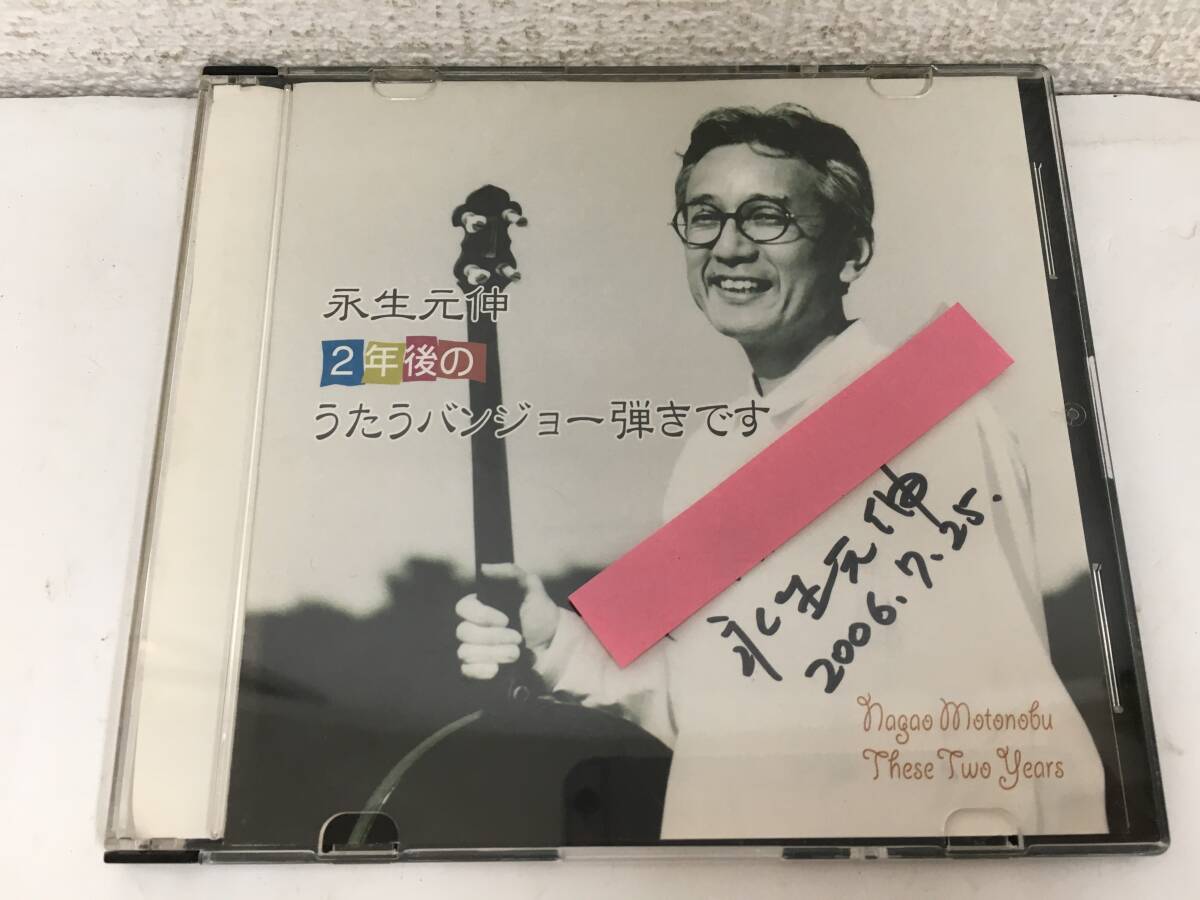 永生元伸
2年後の
うたうバンジョー弾きです
永生元伸
2006.7.25.
Nagao Motonobu
These Two Years